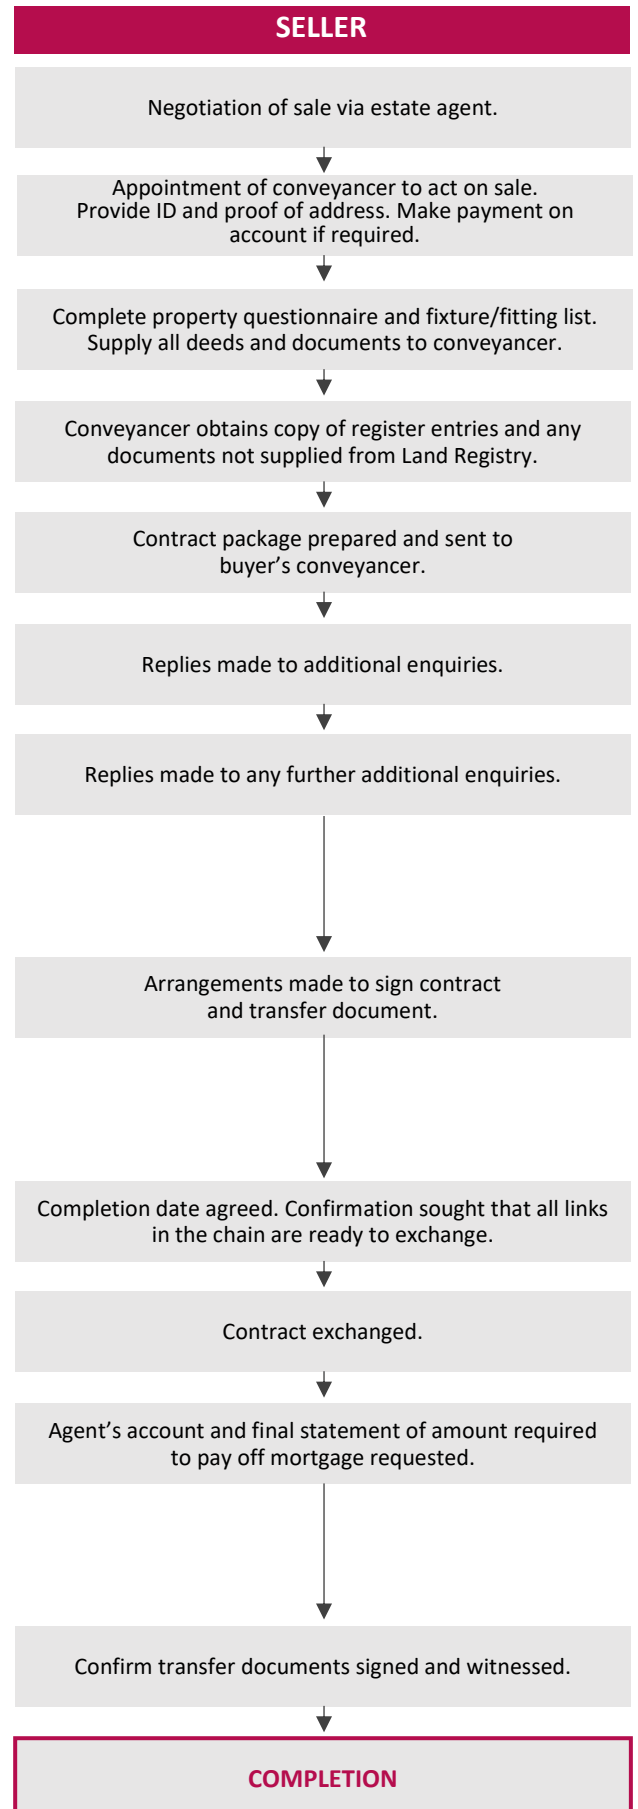 SELLER
Negotiation of sale via estate agent.
Appointment of conveyancer to act on sale.
Provide ID and proof of address. Make payment on
account if required.
Complete property questionnaire and fixture/fitting list.
Supply all deeds and documents to conveyancer.
Conveyancer obtains copy of register entries and any
documents not supplied from Land Registry.
Contract package prepared and sent to
buyer’s conveyancer.
Replies made to additional enquiries.
Replies made to any further additional enquiries.
Arrangements made to sign contract
and transfer document.
Completion date agreed. Confirmation sought that all links
in the chain are ready to exchange.
Contract exchanged.
Agent’s account and final statement of amount required
to pay off mortgage requested.
Confirm transfer documents signed and witnessed.
COMPLETION